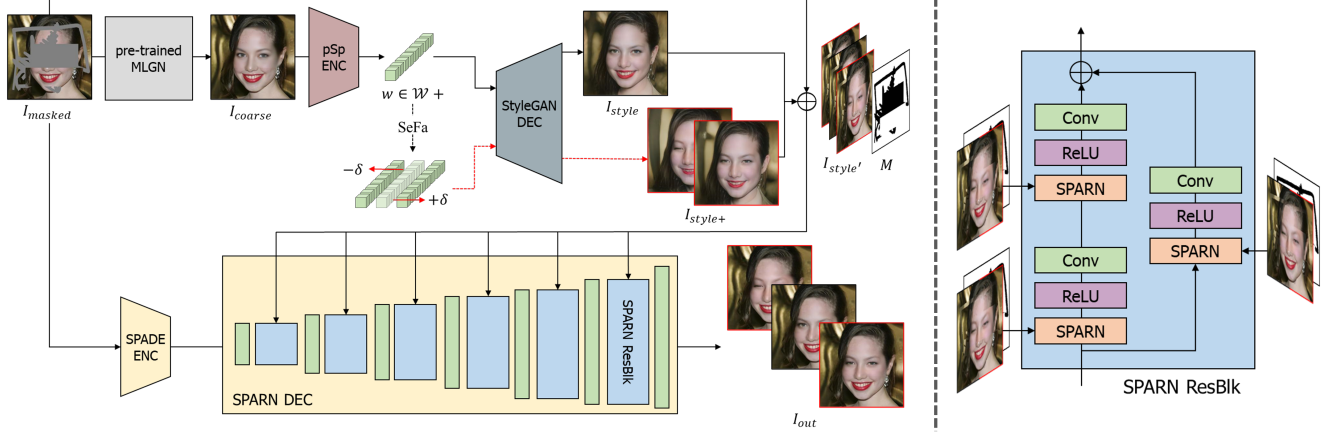 I_masked
pre-trained
MLGN
I_coarse
pSp
ENC
w ∈ 𝒲 +
SeFa
−δ
+δ
StyleGAN
DEC
I_style
I_style+
I_style′
M
SPADE
ENC
SPARN DEC
SPARN ResBlk
I_out
Conv
ReLU
SPARN
Conv
ReLU
SPARN
Conv
ReLU
SPARN
SPARN ResBlk